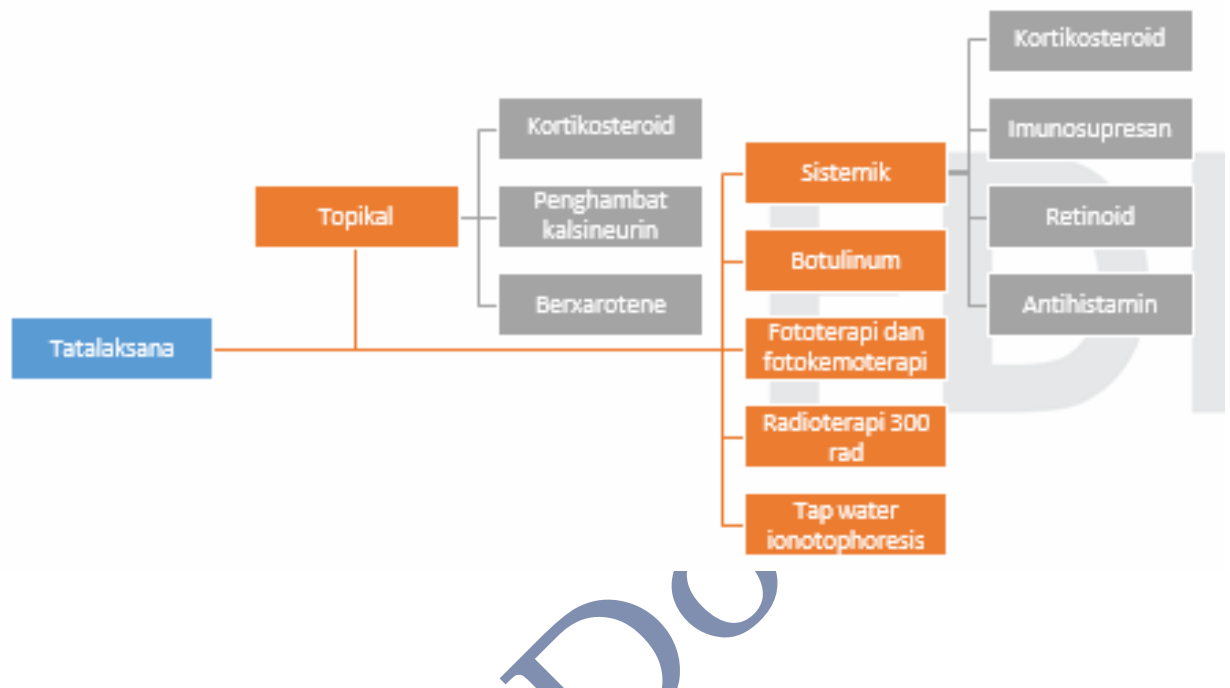 Tatalaksana
Topikal
Kortikosteroid
Penghambat
kalsineurin
Berxarotene
Sistemik
Kortikosteroid
Imunosupresan
Retinoid
Antihistamin
Botulinum
Fototerapi dan
fotokemoterapi
Radioterapi 300
rad
Tap water
ionotophoresis